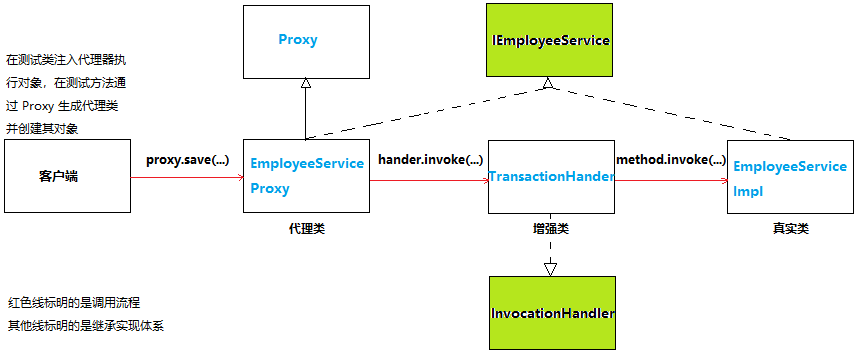 Proxy
IEmployeeService
在测试类注入代理器执
行对象，在测试方法通
过 Proxy 生成代理类
并创建其对象
客户端
proxy.save(...)
EmployeeService
Proxy
hander.invoke(...)
TransactionHander
method.invoke(...)
EmployeeService
Impl
代理类
增强类
真实类
InvocationHandler
红色线标明的是调用流程
其他线标明的是继承实现体系